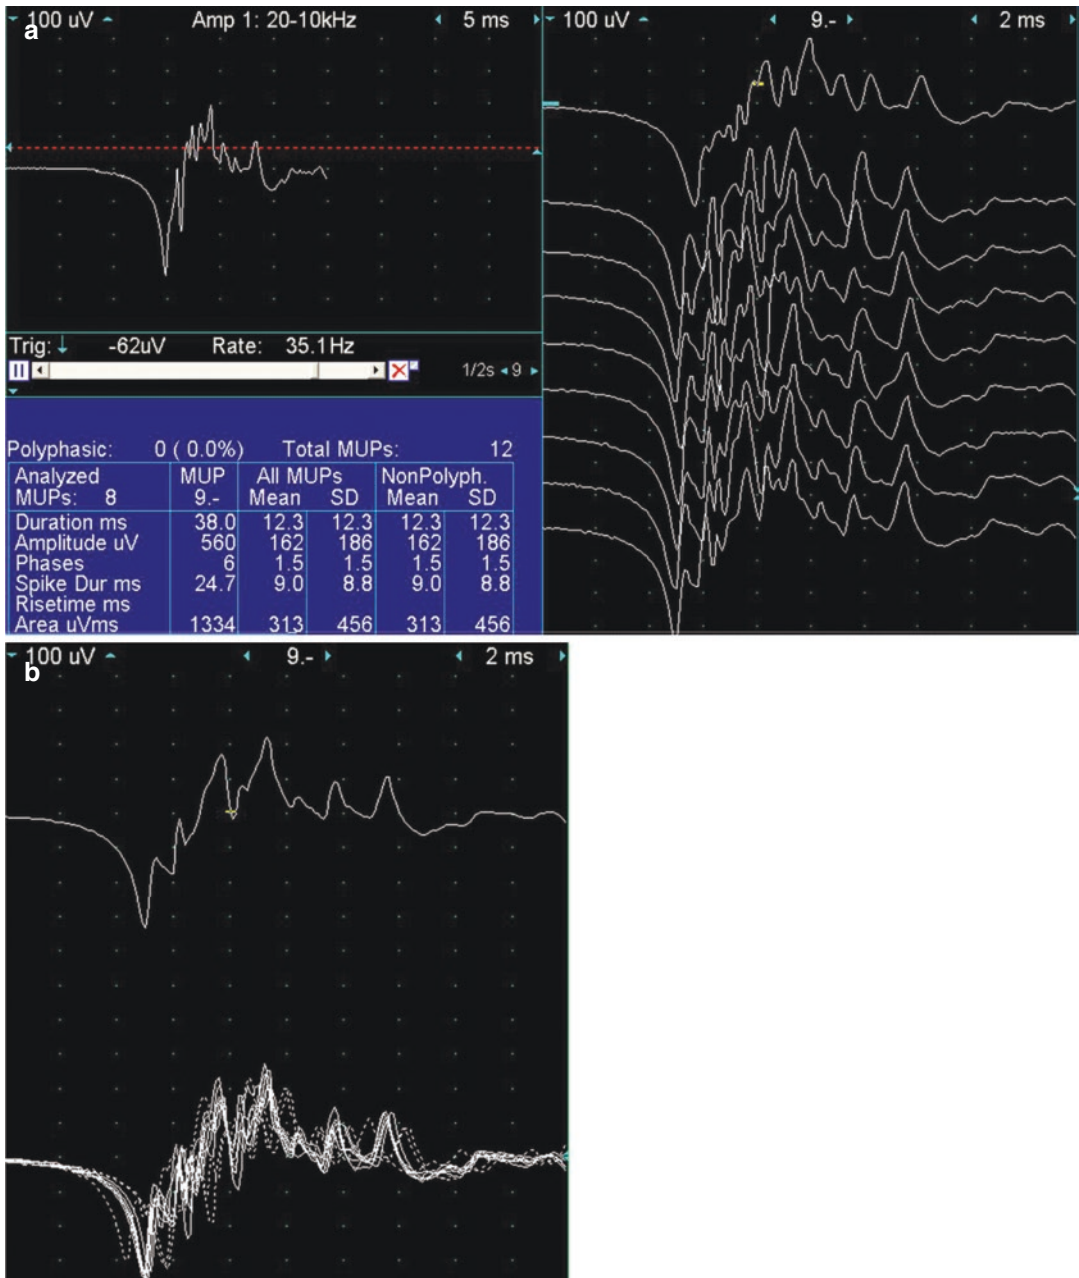 a
100 uV Amp 1: 20-10kHz 5 ms
100 uV 9.- 2 ms
Trig: -62uV Rate: 35.1Hz
1/2s 9
Polyphasic: 0 ( 0.0%) Total MUPs: 12
Analyzed MUP All MUPs NonPolyph.
MUPs: 8 9.- Mean SD Mean SD
Duration ms 38.0 12.3 12.3 12.3 12.3
Amplitude uV 560 162 186 162 186
Phases 6 1.5 1.5 1.5 1.5
Spike Dur ms 24.7 9.0 8.8 9.0 8.8
Risetime ms
Area uVms 1334 313 456 313 456
b
100 uV 9.- 2 ms